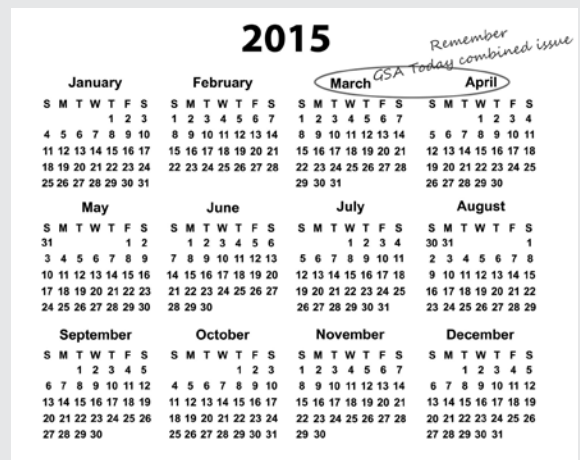 2015
Remember
GSA Today combined issue
January February March April
S M T W T F S S M T W T F S S M T W T F S S M T W T F S
1 2 3 1 2 3 4 5 6 7 1 2 3 4 5 6 7 1 2 3 4
4 5 6 7 8 9 10 8 9 10 11 12 13 14 8 9 10 11 12 13 14 5 6 7 8 9 10 11
11 12 13 14 15 16 17 15 16 17 18 19 20 21 15 16 17 18 19 20 21 12 13 14 15 16 17 18
18 19 20 21 22 23 24 22 23 24 25 26 27 28 22 23 24 25 26 27 28 19 20 21 22 23 24 25
25 26 27 28 29 30 31 29 30 31 26 27 28 29 30
May June July August
S M T W T F S S M T W T F S S M T W T F S S M T W T F S
31 1 2 1 2 3 4 5 6 1 2 3 4 30 31 1
3 4 5 6 7 8 9 7 8 9 10 11 12 13 5 6 7 8 9 10 11 2 3 4 5 6 7 8
10 11 12 13 14 15 16 14 15 16 17 18 19 20 12 13 14 15 16 17 18 9 10 11 12 13 14 15
17 18 19 20 21 22 23 21 22 23 24 25 26 27 19 20 21 22 23 24 25 16 17 18 19 20 21 22
24 25 26 27 28 29 30 28 29 30 26 27 28 29 30 31 23 24 25 26 27 28 29
September October November December
S M T W T F S S M T W T F S S M T W T F S S M T W T F S
1 2 3 4 5 1 2 3 1 2 3 4 5 6 7 1 2 3 4 5
6 7 8 9 10 11 12 4 5 6 7 8 9 10 8 9 10 11 12 13 14 6 7 8 9 10 11 12
13 14 15 16 17 18 19 11 12 13 14 15 16 17 15 16 17 18 19 20 21 13 14 15 16 17 18 19
20 21 22 23 24 25 26 18 19 20 21 22 23 24 22 23 24 25 26 27 28 20 21 22 23 24 25 26
27 28 29 30 25 26 27 28 29 30 31 29 30 27 28 29 30 31